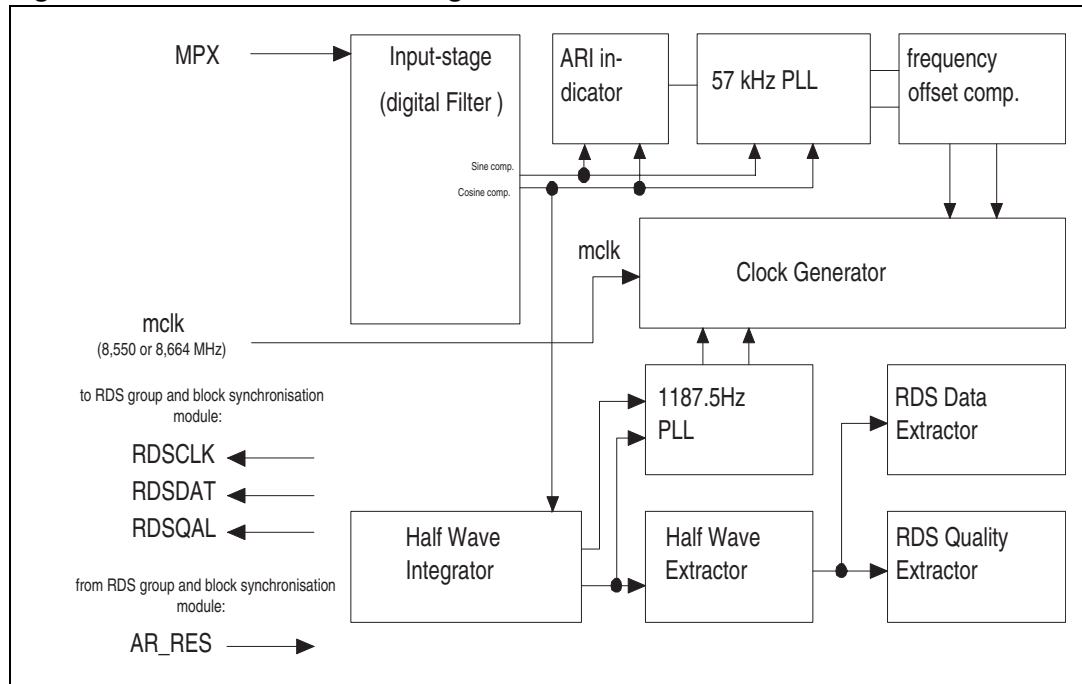 MPX
Input-stage
(digital Filter )
Sine comp.
Cosine comp.
ARI in-
dicator
57 kHz PLL
frequency
offset comp.
mclk
Clock Generator
mclk
(8,550 or 8,664 MHz)
to RDS group and block synchronisation
module:
RDSCLK
RDSDAT
RDSQAL
from RDS group and block synchronisation
module:
AR_RES
1187.5Hz
PLL
RDS Data
Extractor
Half Wave
Integrator
Half Wave
Extractor
RDS Quality
Extractor